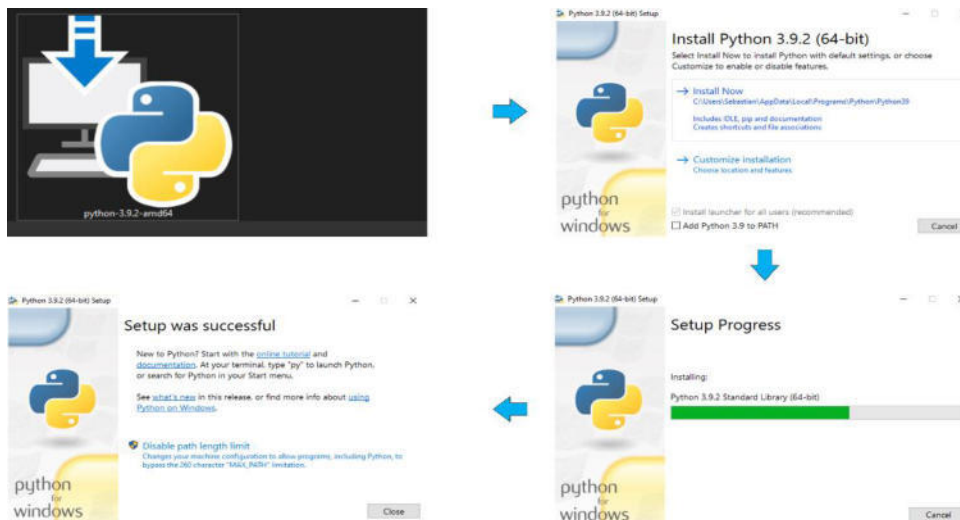 python-3.9.2-amd64
Python 3.9.2 (64-bit) Setup
Install Python 3.9.2 (64-bit)
Select Install Now to install Python with default settings, or choose
Customize to enable or disable features.
Install Now
C:\Users\Sebastien\AppData\Local\Programs\Python\Python39
Includes IDLE, pip and documentation
Creates shortcuts and file associations
Customize installation
Choose location and features
Install launcher for all users (recommended)
Add Python 3.9 to PATH
python
for
windows
Cancel
Python 3.9.2 (64-bit) Setup
Setup Progress
Installing:
Python 3.9.2 Standard Library (64-bit)
python
for
windows
Cancel
Python 3.9.2 (64-bit) Setup
Setup was successful
New to Python? Start with the online tutorial and
documentation. At your terminal, type "py" to launch Python,
or search for Python in your Start menu.
See what's new in this release, or find more info about using
Python on Windows.
Disable path length limit
Changes your machine configuration to allow programs, including Python, to
bypass the 260 character "MAX_PATH" limitation.
python
for
windows
Close